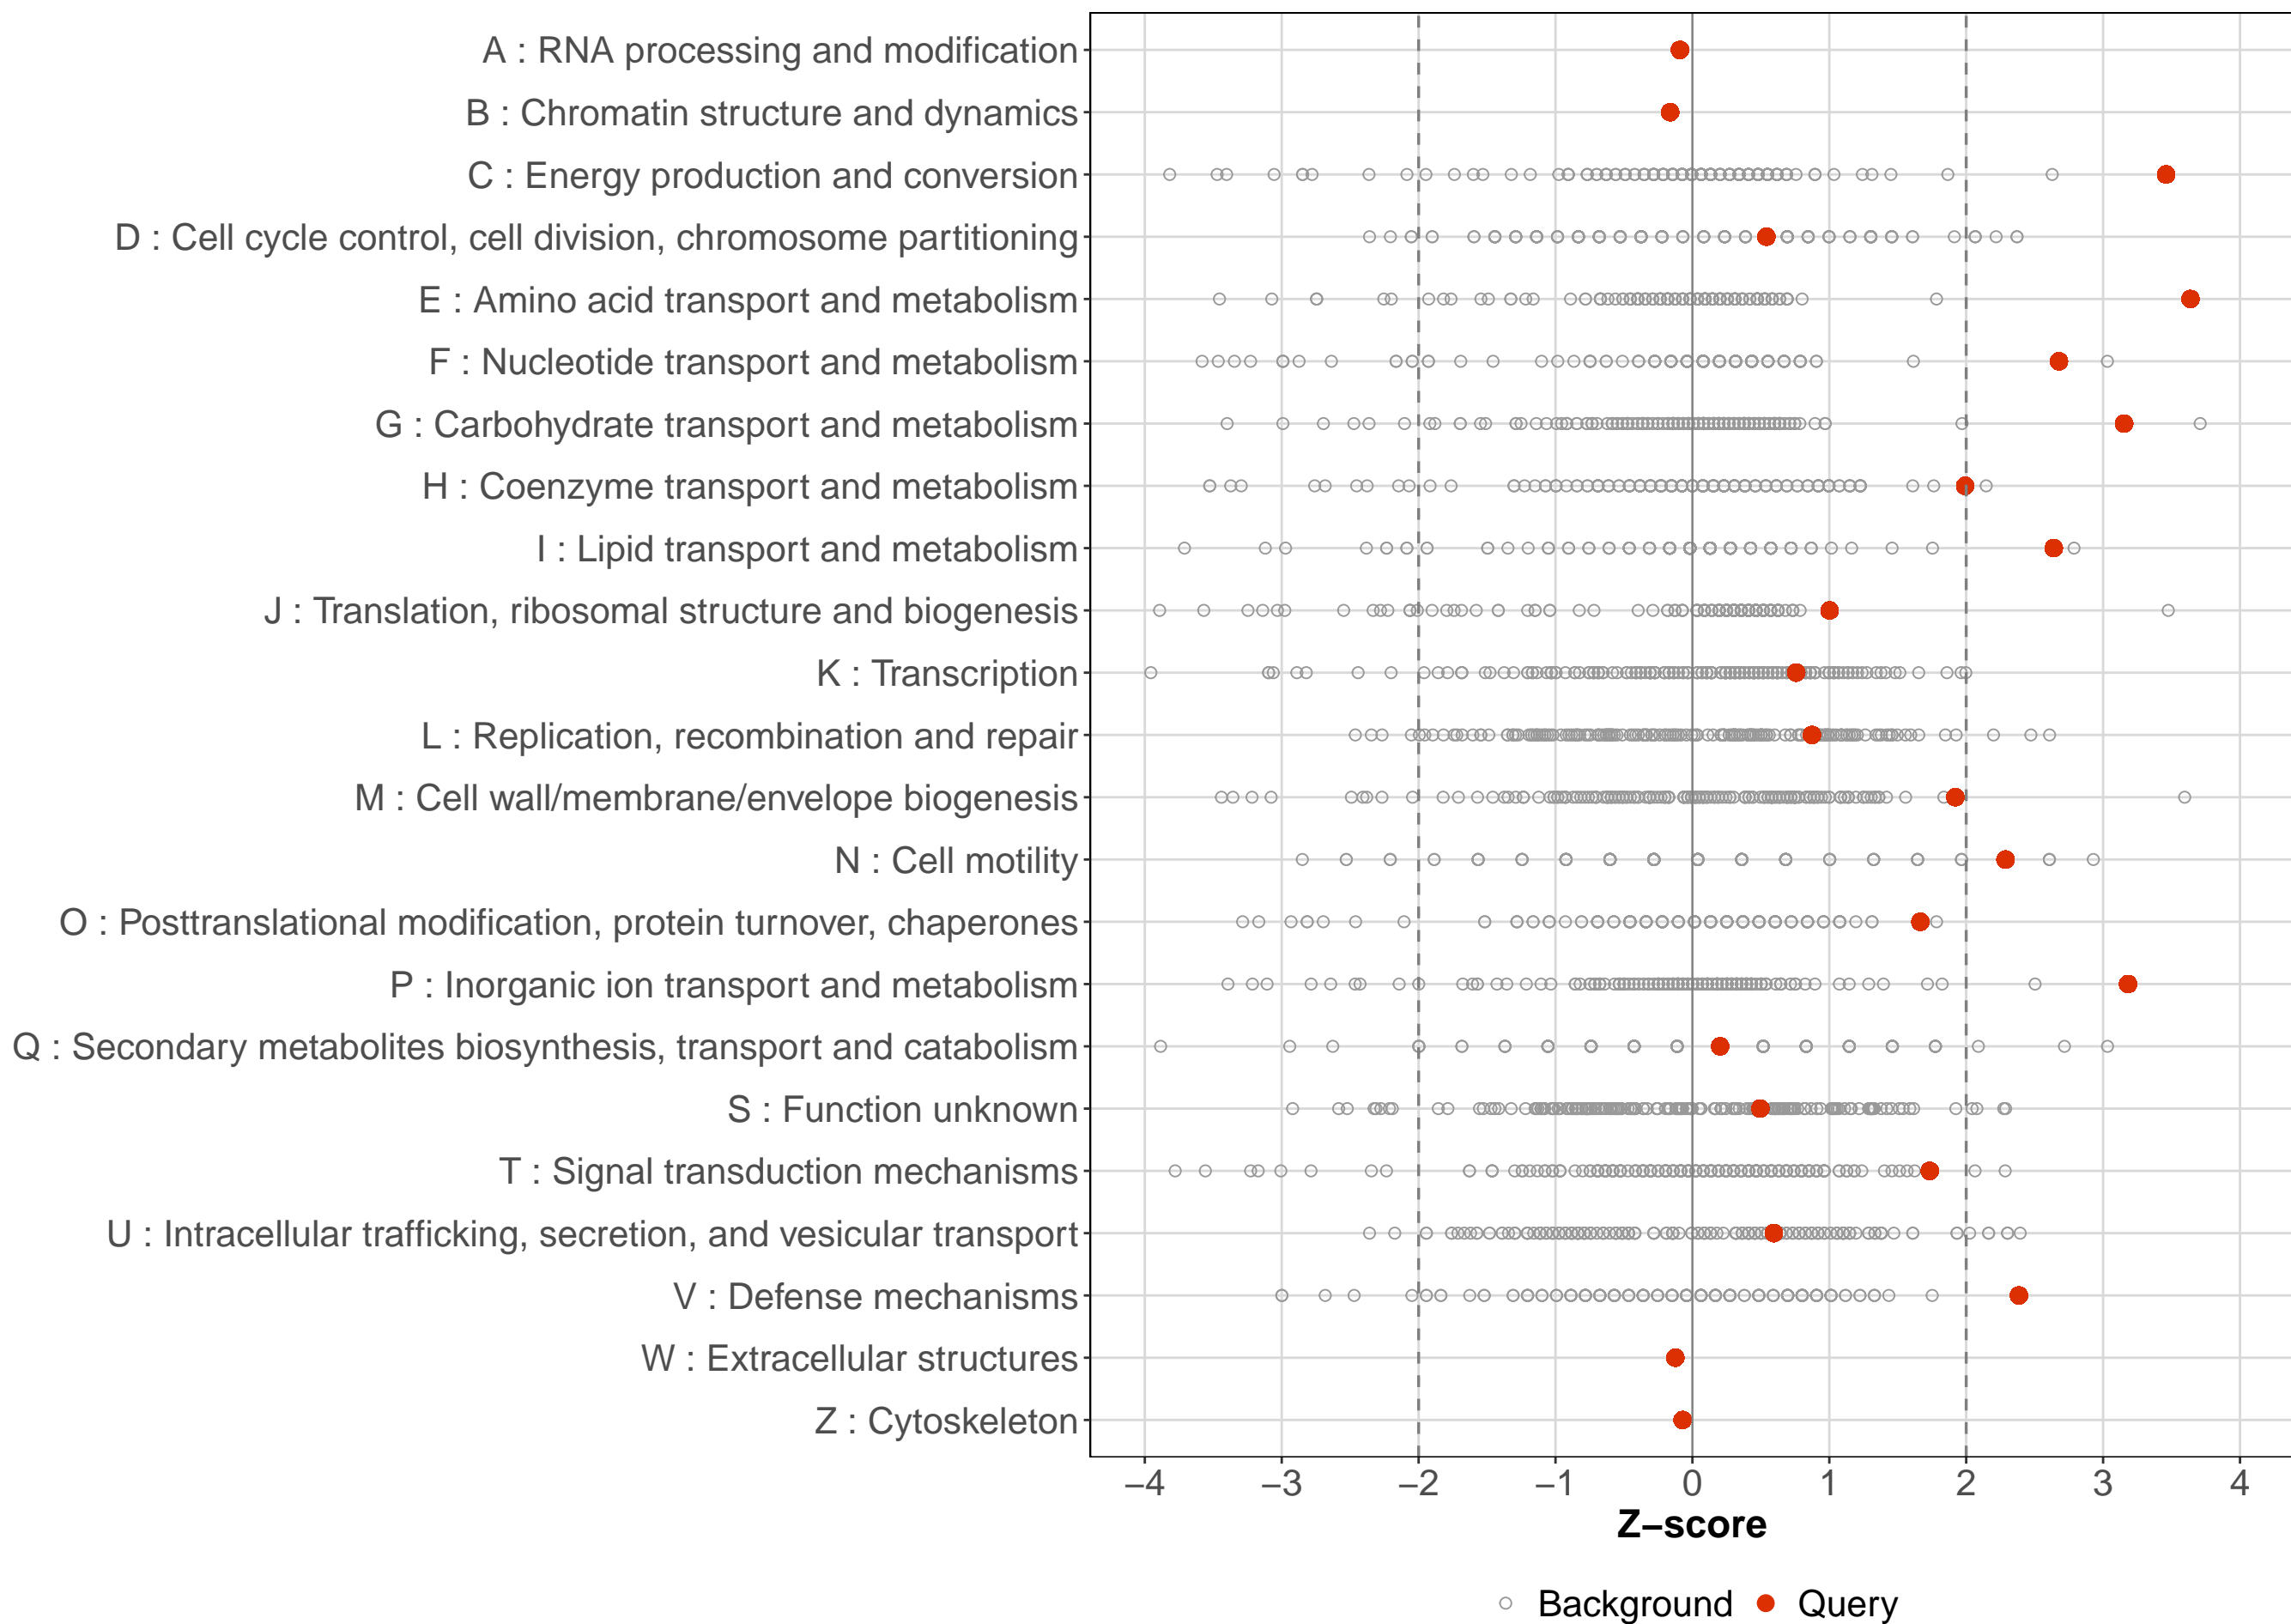 A : RNA processing and modification
B : Chromatin structure and dynamics
C : Energy production and conversion
D : Cell cycle control, cell division, chromosome partitioning
E : Amino acid transport and metabolism
F : Nucleotide transport and metabolism
G : Carbohydrate transport and metabolism
H : Coenzyme transport and metabolism
I : Lipid transport and metabolism
J : Translation, ribosomal structure and biogenesis
K : Transcription
L : Replication, recombination and repair
M : Cell wall/membrane/envelope biogenesis
N : Cell motility
O : Posttranslational modification, protein turnover, chaperones
P : Inorganic ion transport and metabolism
Q : Secondary metabolites biosynthesis, transport and catabolism
S : Function unknown
T : Signal transduction mechanisms
U : Intracellular trafficking, secretion, and vesicular transport
V : Defense mechanisms
W : Extracellular structures
Z : Cytoskeleton
−4 −3 −2 −1 0 1 2 3 4
Z−score
Background Query